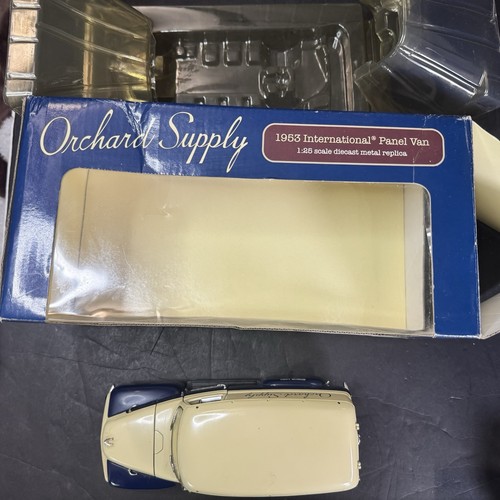 Orchard Supply
1953 International® Panel Van
1:25 scale diecast metal replica
Orchard Supply